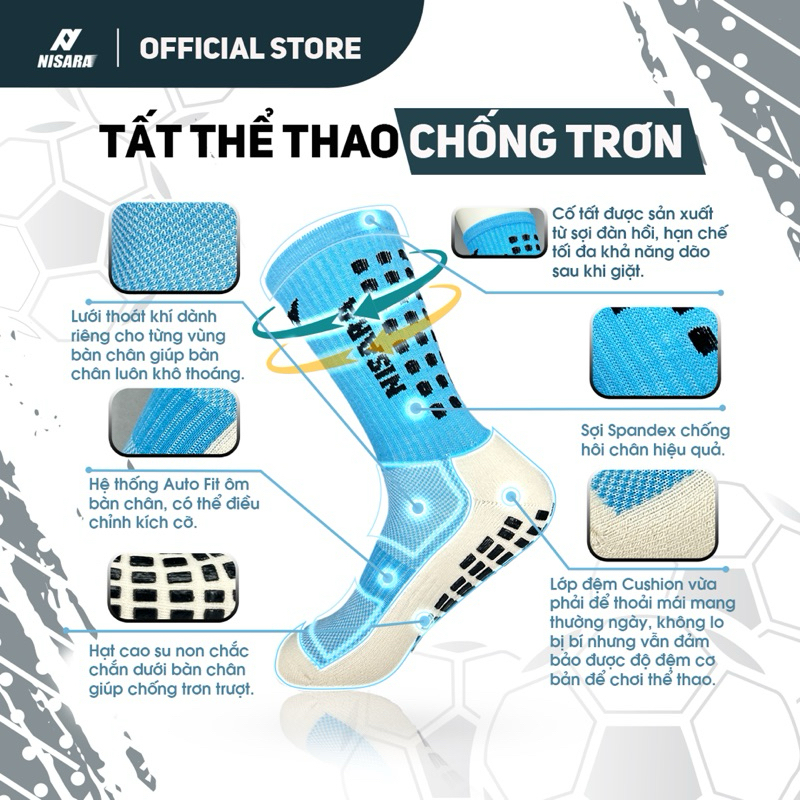 NISARA
OFFICIAL STORE
TẤT THỂ THAO CHỐNG TRƠN
Lưới thoát khí dành
riêng cho từng vùng
bàn chân giúp bàn
chân luôn khô thoáng.
Hệ thống Auto Fit ôm
bàn chân, có thể điều
chỉnh kích cỡ.
Hạt cao su non chắc
chắn dưới bàn chân
giúp chống trơn trượt.
NISARA
Cổ tất được sản xuất
từ sợi đàn hồi, hạn chế
tối đa khả năng dão
sau khi giặt.
Sợi Spandex chống
hôi chân hiệu quả.
Lớp đệm Cushion vừa
phải để thoải mái mang
thường ngày, không lo
bị bí nhưng vẫn đảm
bảo được độ đệm cơ
bản để chơi thể thao.